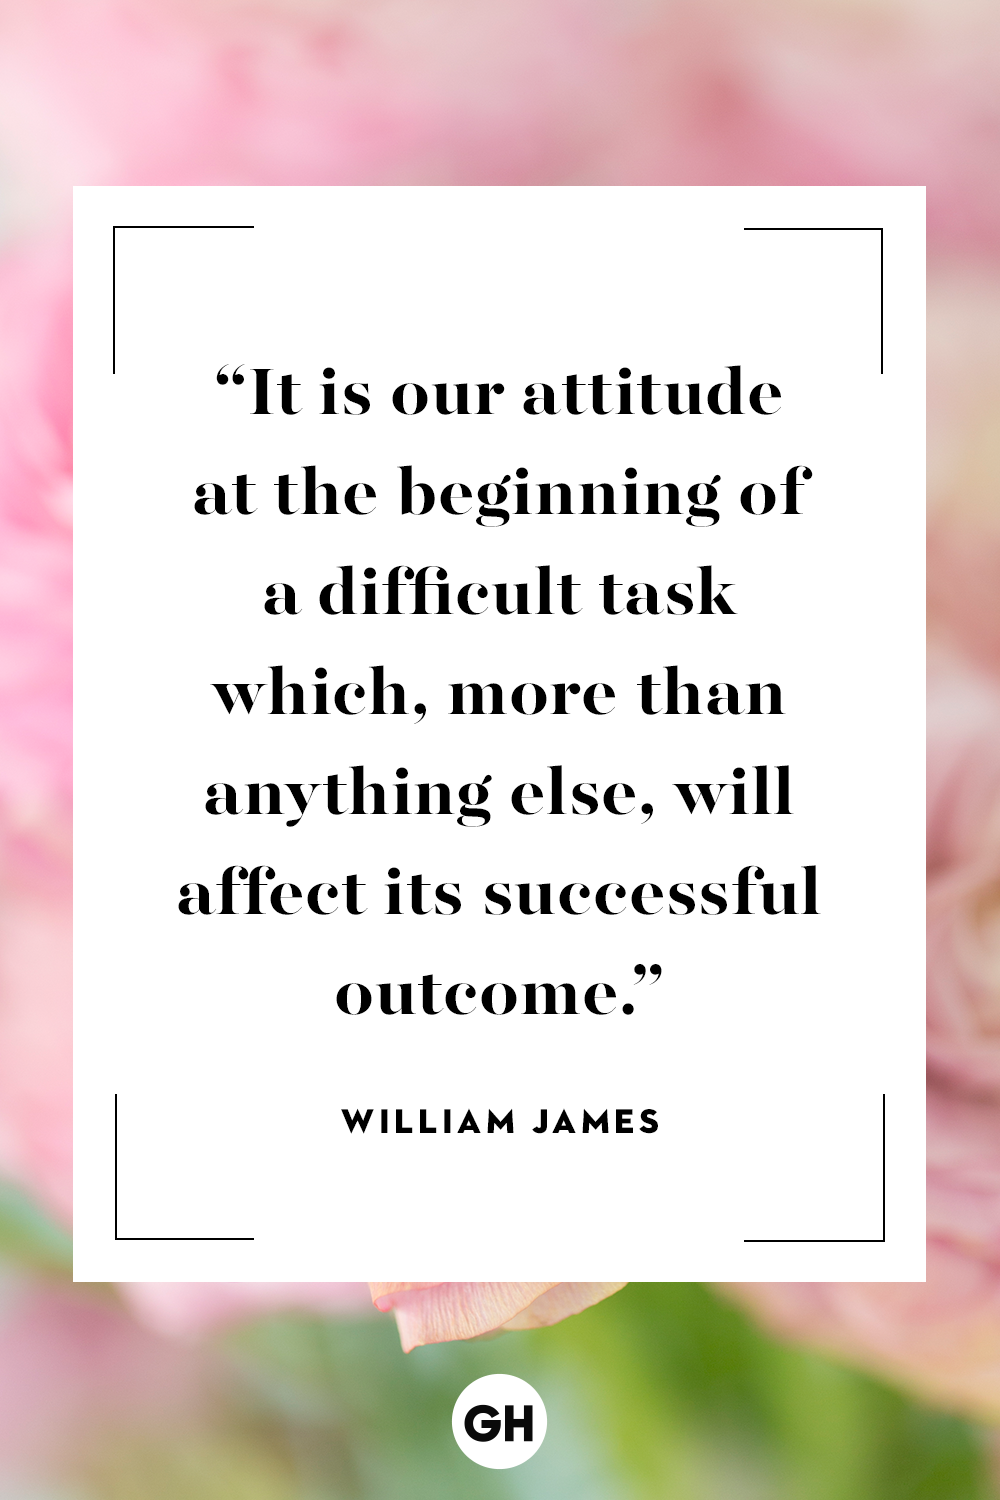 “It is our attitude
at the beginning of
a difficult task
which, more than
anything else, will
affect its successful
outcome.”
WILLIAM JAMES
GH